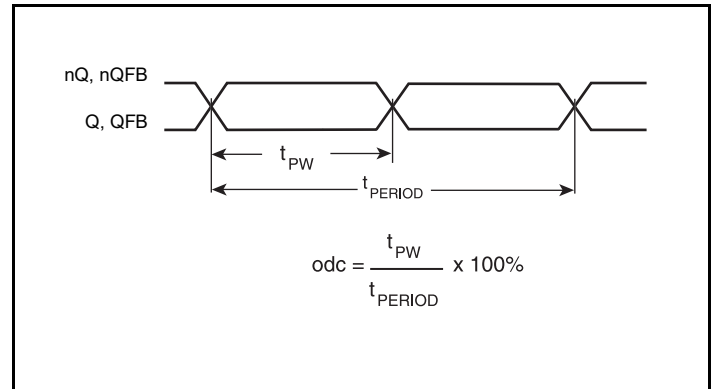 nQ, nQFB
Q, QFB
tPW
tPERIOD
odc = tPW / tPERIOD x 100%